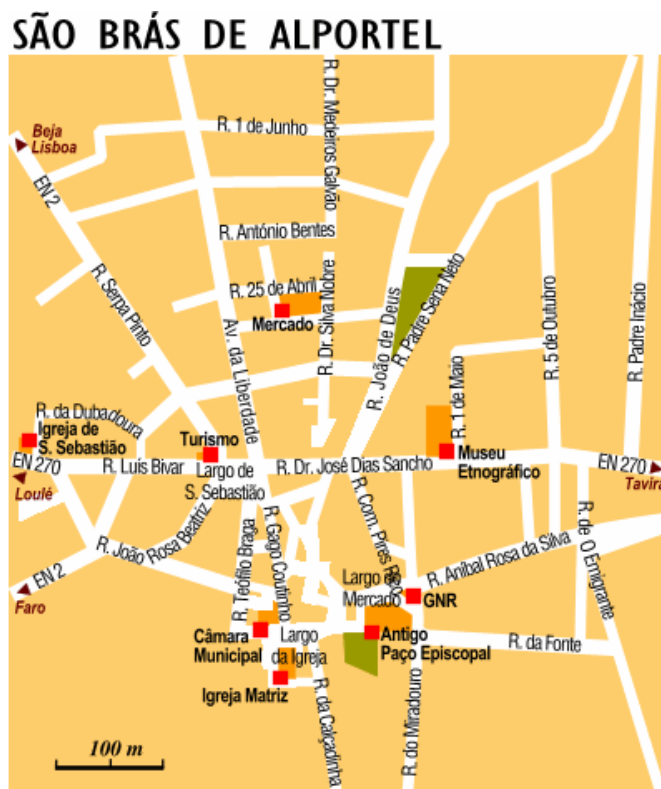 SÃO BRÁS DE ALPORTEL
Beja
Lisboa
EN 2
R. 1 de Junho
R. Dr. Medeiros Galvão
R. António Bentes
R. Serpa Pinto
R. 25 de Abril
Mercado
Av. da Liberdade
R. Dr. Silva Nobre
R. João de Deus
R. Padre Sena Neto
R. 5 de Outubro
R. Padre Inácio
R. da Dubadoura
Igreja de
S. Sebastião
Turismo
R. 1 de Maio
Museu
Etnográfico
EN 270
Loulé
R. Luís Bivar
Largo de
S. Sebastião
R. Dr. José Dias Sancho
EN 270
Tavira
R. João Rosa Beatriz
R. Teófilo Braga
R. Gago Coutinho
R. Com. Pires Rico
R. Anibal Rosa da Silva
R. de O Emigrante
EN 2
Faro
Largo do
Mercado
GNR
Câmara
Municipal
Largo
da Igreja
Antigo
Paço Episcopal
R. da Fonte
Igreja Matriz
R. da Calçadinha
R. do Miradouro
100 m